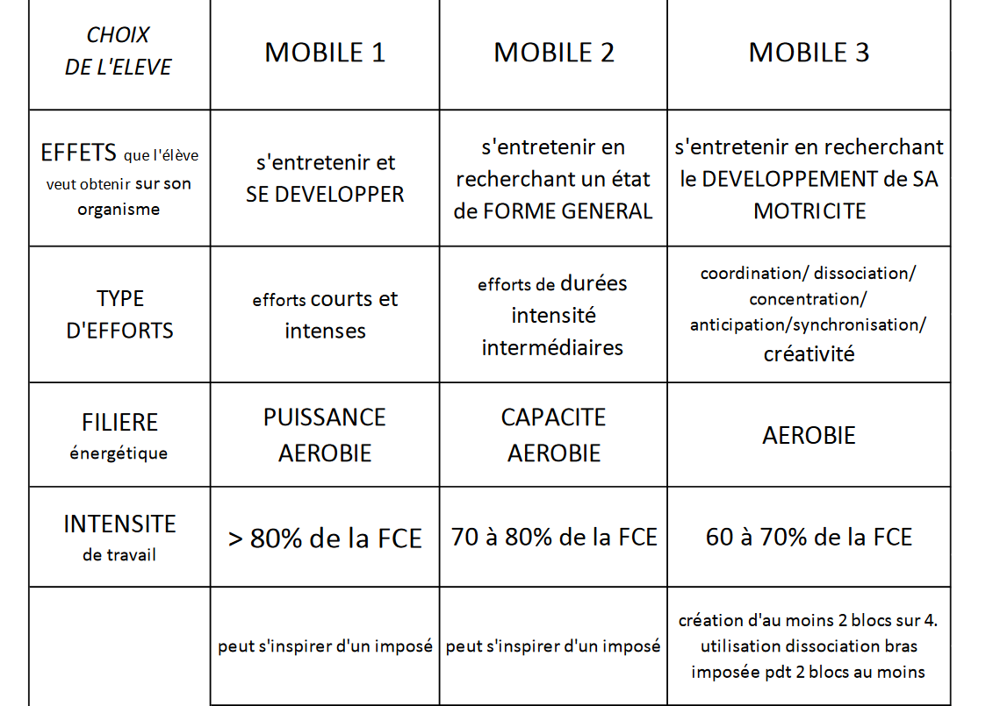 CHOIX
DE L'ELEVE
MOBILE 1
MOBILE 2
MOBILE 3
EFFETS que l'élève
veut obtenir sur son
organisme
s'entretenir et
SE DEVELOPPER
s'entretenir en
recherchant un état
de FORME GENERAL
s'entretenir en recherchant
le DEVELOPPEMENT de SA
MOTRICITE
TYPE
D'EFFORTS
efforts courts et
intenses
efforts de durées
intensité
intermédiaires
coordination/ dissociation/
concentration/
anticipation/synchronisation/
créativité
FILIERE
énergétique
PUISSANCE
AEROBIE
CAPACITE
AEROBIE
AEROBIE
INTENSITE
de travail
> 80% de la FCE
70 à 80% de la FCE
60 à 70% de la FCE
peut s'inspirer d'un imposé
peut s'inspirer d'un imposé
création d'au moins 2 blocs sur 4.
utilisation dissociation bras
imposée pdt 2 blocs au moins